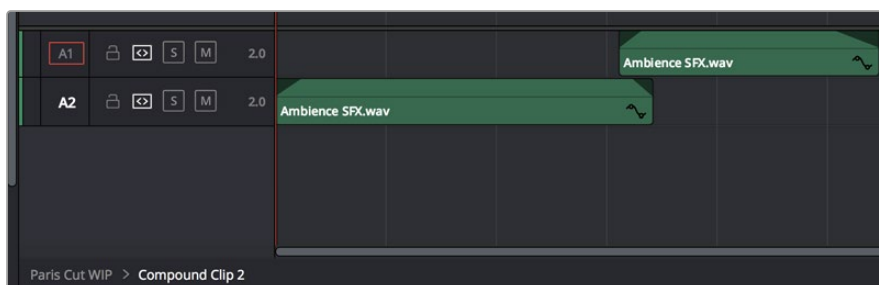 A1 S M 2.0
Ambience SFX.wav
A2 S M 2.0
Ambience SFX.wav
Paris Cut WIP > Compound Clip 2